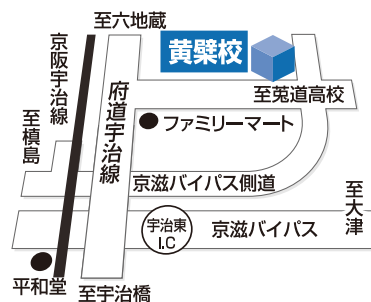 至六地蔵
京阪宇治線
黄檗校
至莵道高校
府道宇治線
ファミリーマート
至槙島
京滋バイパス側道
至大津
宇治東
I.C
京滋バイパス
平和堂
至宇治橋